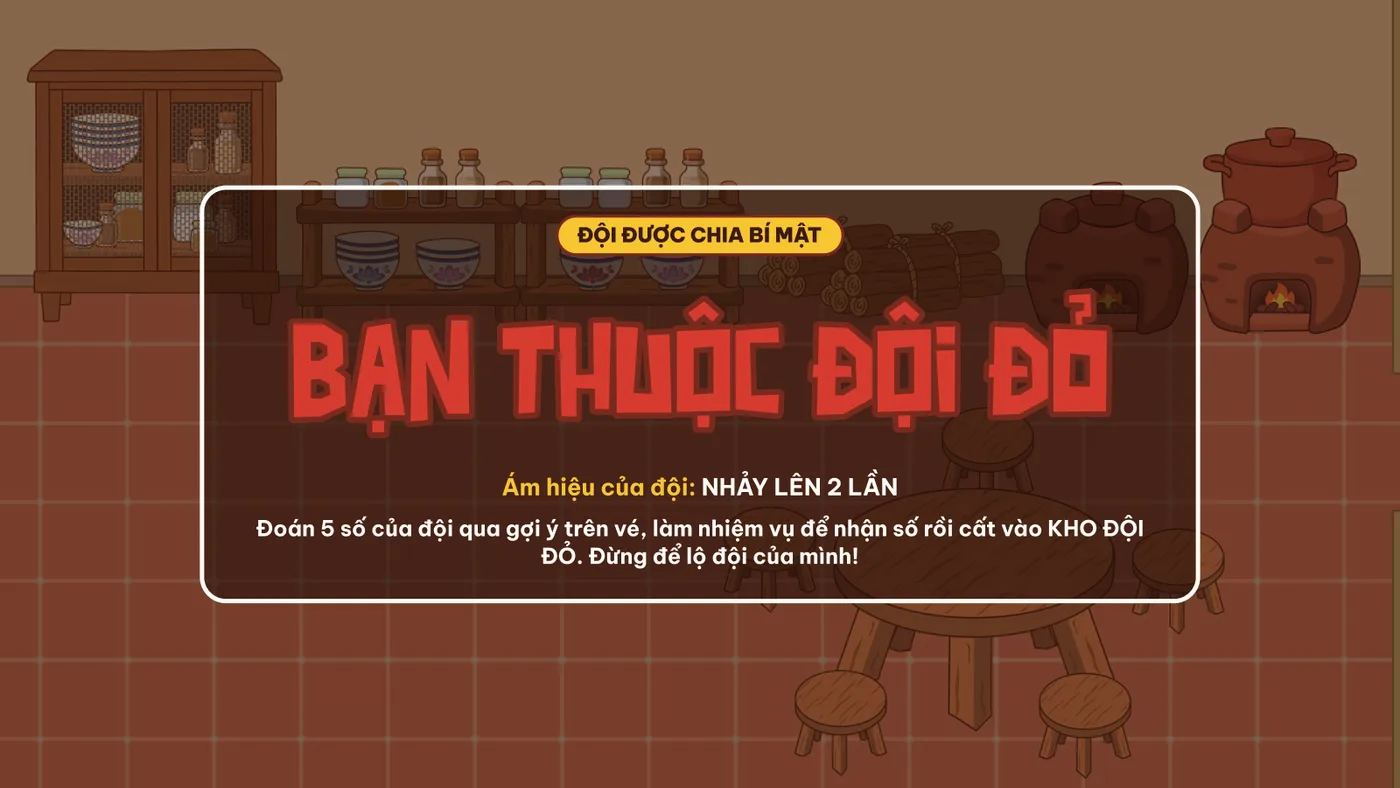 ĐỘI ĐƯỢC CHIA BÍ MẬT
BẠN THUỘC ĐỘI ĐỎ
Ám hiệu của đội: NHẢY LÊN 2 LẦN
Đoán 5 số của đội qua gợi ý trên vé, làm nhiệm vụ để nhận số rồi cất vào KHO ĐỘI
ĐỎ. Đừng để lộ đội của mình!